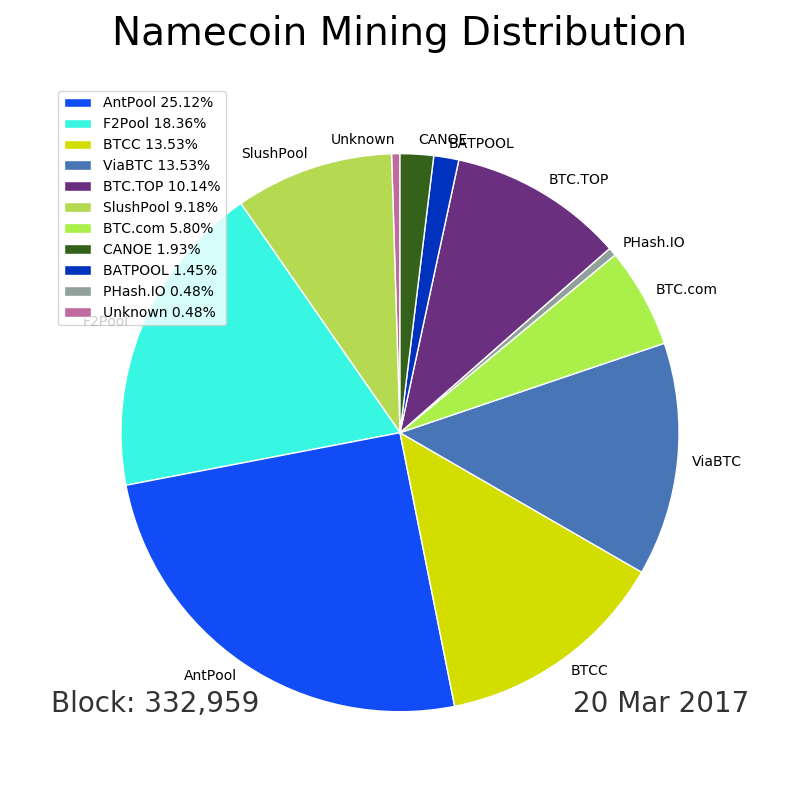 Namecoin Mining Distribution
AntPool 25.12%
F2Pool 18.36%
BTCC 13.53%
ViaBTC 13.53%
BTC.TOP 10.14%
SlushPool 9.18%
BTC.com 5.80%
CANOE 1.93%
BATPOOL 1.45%
PHash.IO 0.48%
Unknown 0.48%
Unknown
CANOE
BATPOOL
SlushPool
BTC.TOP
PHash.IO
BTC.com
F2Pool
ViaBTC
BTCC
AntPool
Block: 332,959
20 Mar 2017